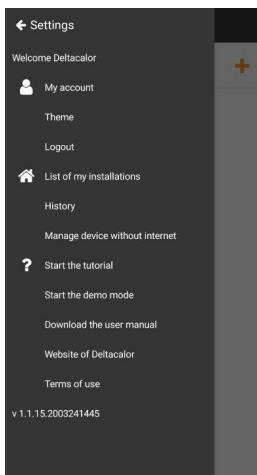 Settings
Welcome Deltacalor
My account
Theme
Logout
List of my installations
History
Manage device without internet
Start the tutorial
Start the demo mode
Download the user manual
Website of Deltacalor
Terms of use
v 1.1.15.2003241445